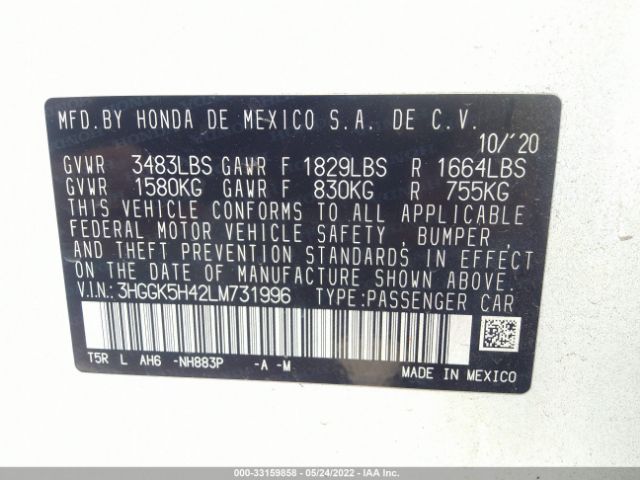 MFD.BY HONDA DE MEXICO S.A. DE C.V.
10/'20
GVWR 3483LBS GAWR F 1829LBS R 1664LBS
GVWR 1580KG GAWR F 830KG R 755KG
THIS VEHICLE CONFORMS TO ALL APPLICABLE
FEDERAL MOTOR VEHICLE SAFETY , BUMPER ,
AND THEFT PREVENTION STANDARDS IN EFFECT
ON THE DATE OF MANUFACTURE SHOWN ABOVE.
V.I.N.:3HGGK5H42LM731996 TYPE:PASSENGER CAR
T5R L AH6 -NH883P -A -M
MADE IN MEXICO
000-33159858 - 05/24/2022 - IAAI.com